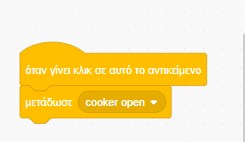 όταν γίνει κλικ σε αυτό το αντικείμενο
μετάδωσε cooker open